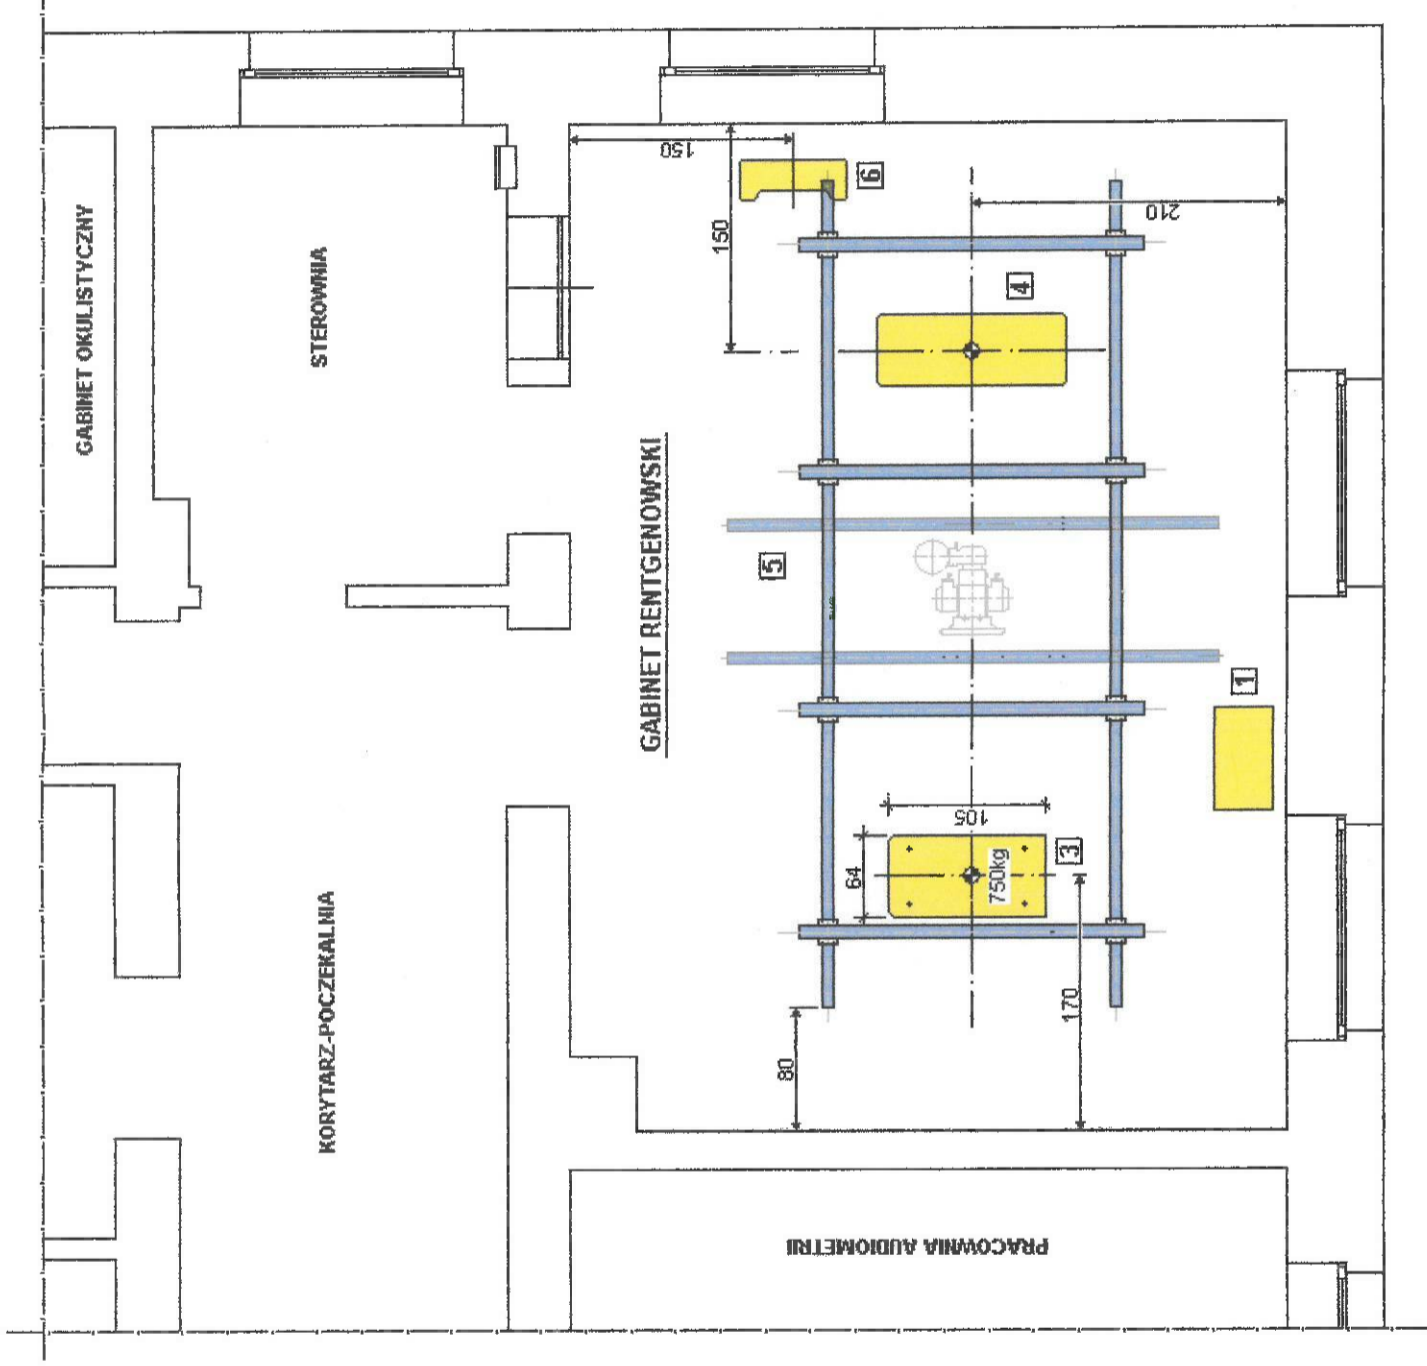 GABINET OKULISTYCZNY
STEROWNIA
KORYTARZ-POCZEKALNIA
GABINET RENTGENOWSKI
PRACOWNIA AUDIOMETRII
150
6
150
210
4
5
1
105
64
750kg
3
170
80